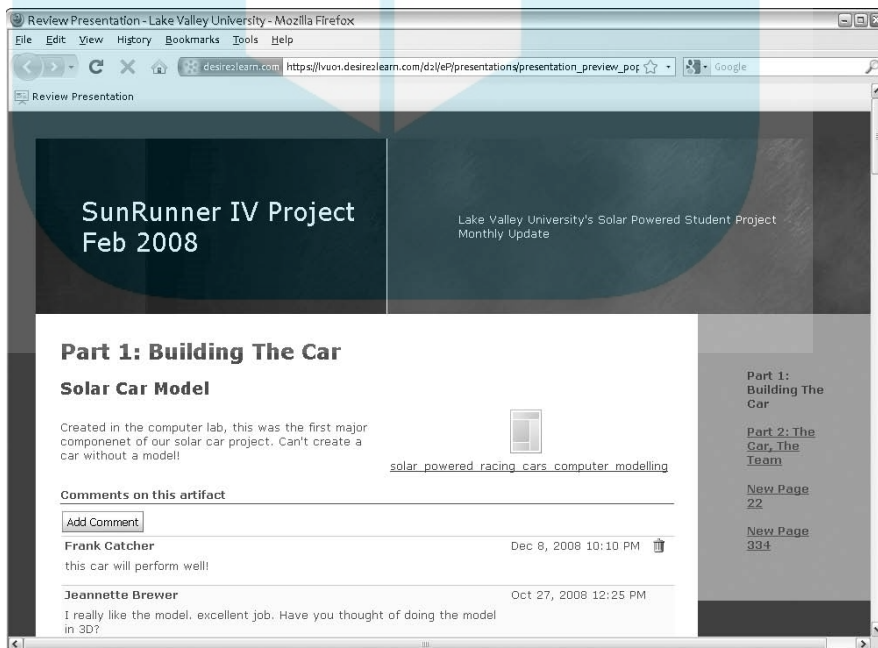 Review Presentation - Lake Valley University - Mozilla Firefox
File Edit View History Bookmarks Tools Help
desire2learn.com https://lvu01.desire2learn.com/d2l/eP/presentations/presentation_preview_pop Google
Review Presentation
SunRunner IV Project
Feb 2008
Lake Valley University's Solar Powered Student Project
Monthly Update
Part 1: Building The Car
Solar Car Model
Created in the computer lab, this was the first major
componenet of our solar car project. Can't create a
car without a model!
solar_powered_racing_cars_computer_modelling
Comments on this artifact
Add Comment
Frank Catcher Dec 8, 2008 10:10 PM
this car will perform well!
Jeannette Brewer Oct 27, 2008 12:25 PM
I really like the model. excellent job. Have you thought of doing the model
in 3D?
Part 1:
Building The
Car
Part 2: The
Car, The
Team
New Page
22
New Page
334